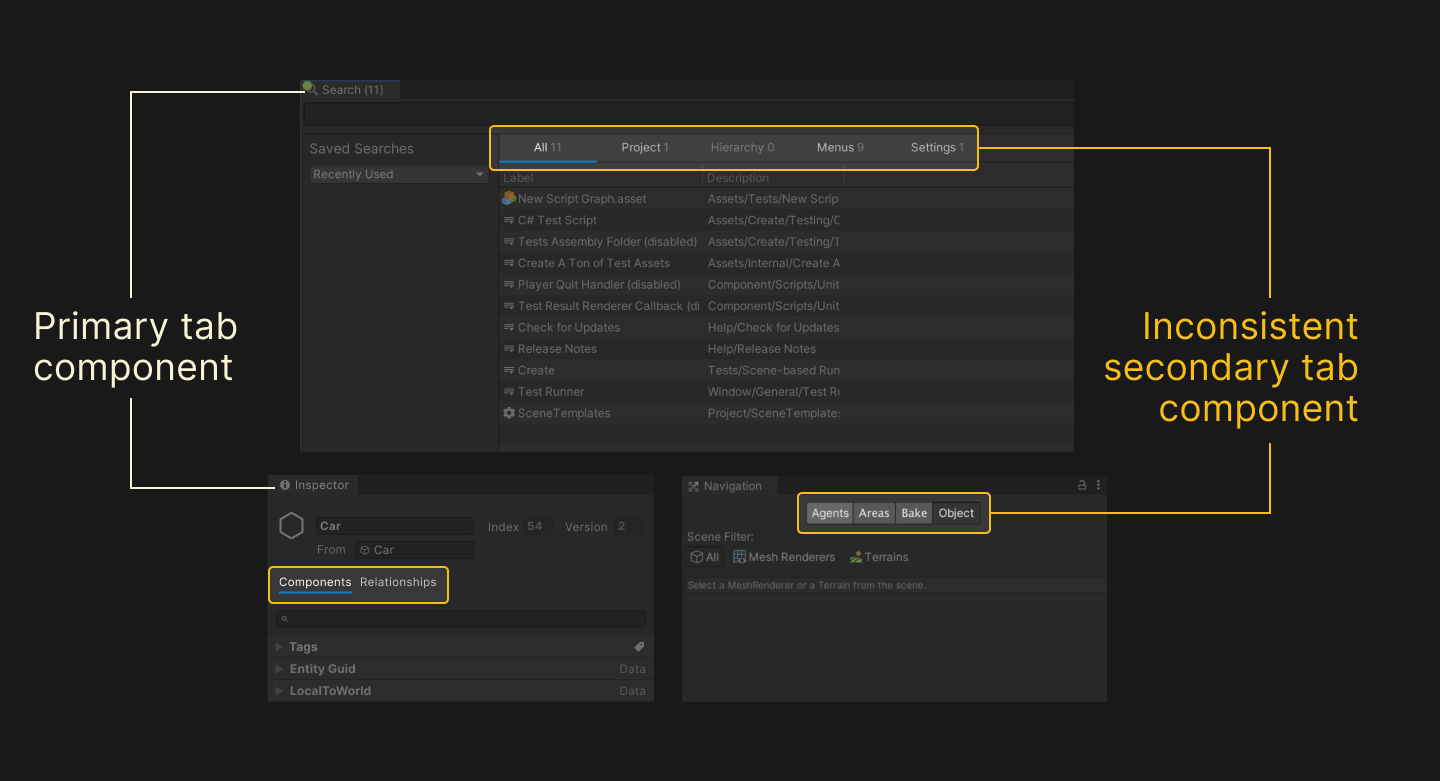 Search (11)
Saved Searches
Recently Used
All 11 Project 1 Hierarchy 0 Menus 9 Settings 1
Label Description
New Script Graph.asset Assets/Tests/New Scrip
C# Test Script Assets/Create/Testing/C
Tests Assembly Folder (disabled) Assets/Create/Testing/T
Create A Ton of Test Assets Assets/Internal/Create A
Player Quit Handler (disabled) Component/Scripts/Unit
Test Result Renderer Callback (di Component/Scripts/Unit
Check for Updates Help/Check for Updates
Release Notes Help/Release Notes
Create Tests/Scene-based Run
Test Runner Window/General/Test Ru
SceneTemplates Project/SceneTemplates
Primary tab
component
Inconsistent
secondary tab
component
Inspector
Car Index 54 Version 2
From Car
Components Relationships
Tags
Entity Guid Data
LocalToWorld Data
Navigation
Agents Areas Bake Object
Scene Filter:
All Mesh Renderers Terrains
Select a MeshRenderer or a Terrain from the scene.